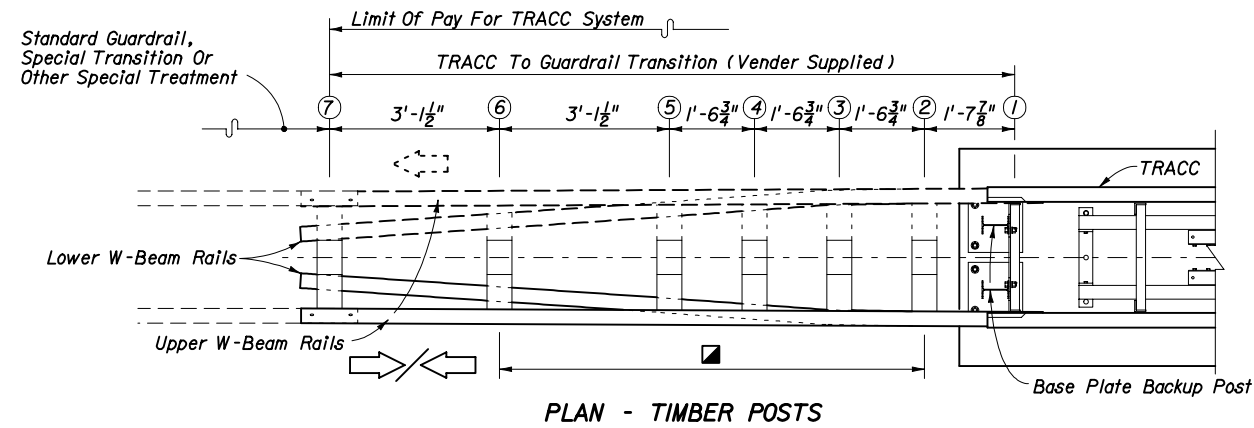 Limit Of Pay For TRACC System
Standard Guardrail,
Special Transition Or
Other Special Treatment
TRACC To Guardrail Transition (Vender Supplied)
7 6 5 4 3 2 1
3'-1½" 3'-1½" 1'-6¾" 1'-6¾" 1'-6¾" 1'-7⅞"
TRACC
Lower W-Beam Rails
Upper W-Beam Rails
Base Plate Backup Post
PLAN - TIMBER POSTS